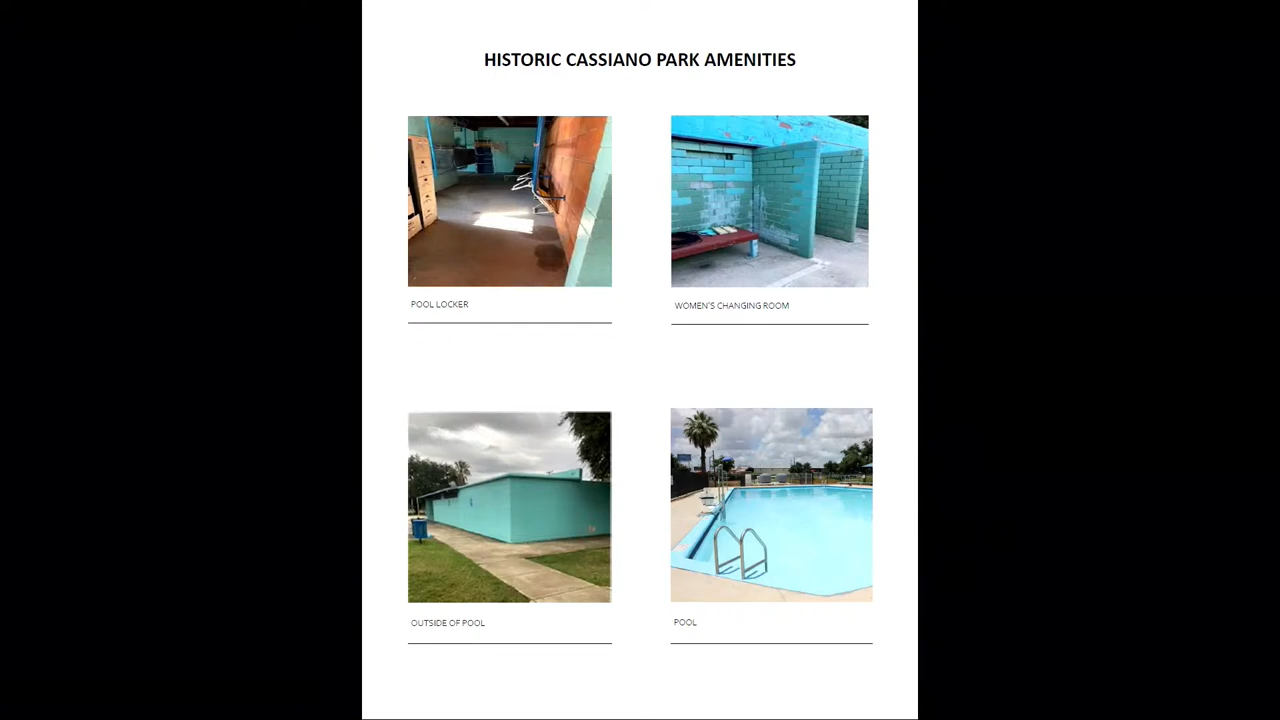 HISTORIC CASSIANO PARK AMENITIES
POOL LOCKER
WOMEN'S CHANGING ROOM
OUTSIDE OF POOL
POOL